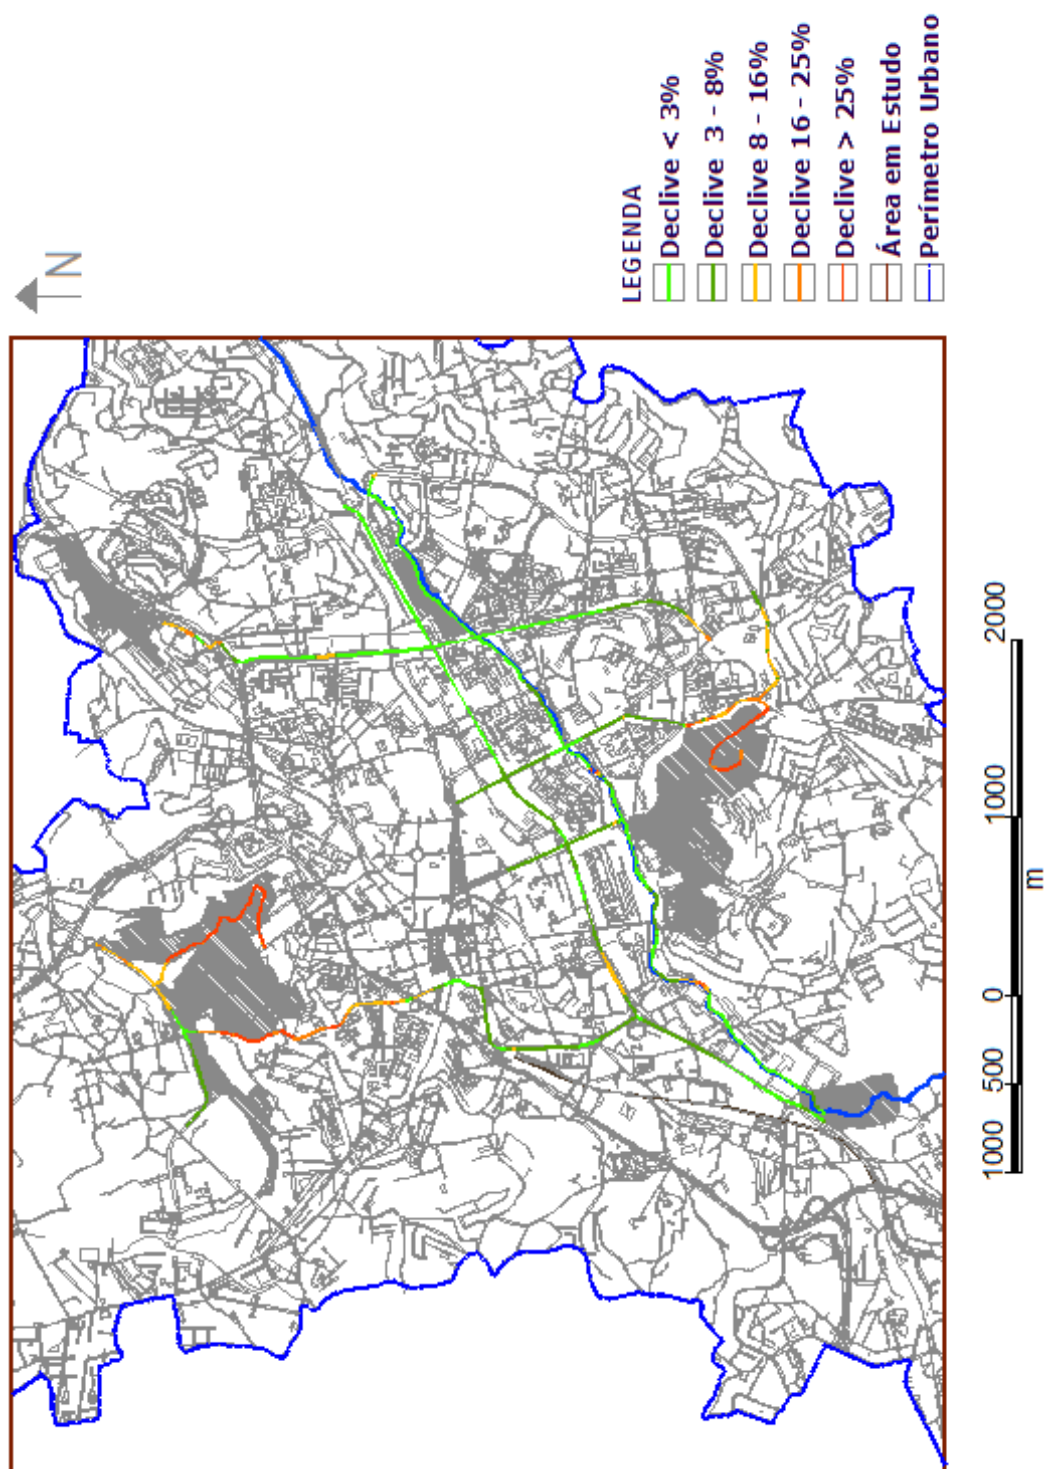 N
LEGENDA
Declive < 3%
Declive 3 - 8%
Declive 8 - 16%
Declive 16 - 25%
Declive > 25%
Área em Estudo
Perímetro Urbano
1000 500 0 1000 2000
m